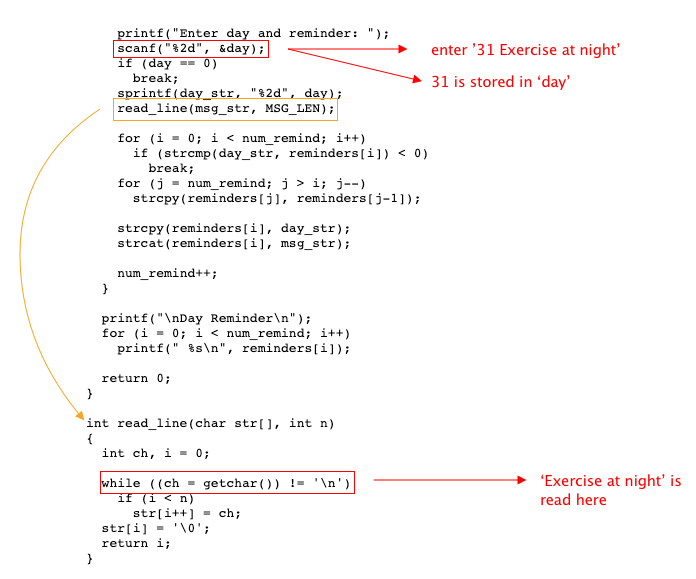 printf("Enter day and reminder: ");
scanf("%2d", &day);
enter ’31 Exercise at night’
if (day == 0)
break;
31 is stored in ‘day’
sprintf(day_str, "%2d", day);
read_line(msg_str, MSG_LEN);
for (i = 0; i < num_remind; i++)
if (strcmp(day_str, reminders[i]) < 0)
break;
for (j = num_remind; j > i; j--)
strcpy(reminders[j], reminders[j-1]);
strcpy(reminders[i], day_str);
strcat(reminders[i], msg_str);
num_remind++;
}
printf("\nDay Reminder\n");
for (i = 0; i < num_remind; i++)
printf(" %s\n", reminders[i]);
return 0;
}
int read_line(char str[], int n)
{
int ch, i = 0;
while ((ch = getchar()) != '\n')
‘Exercise at night’ is
read here
if (i < n)
str[i++] = ch;
str[i] = '\0';
return i;
}